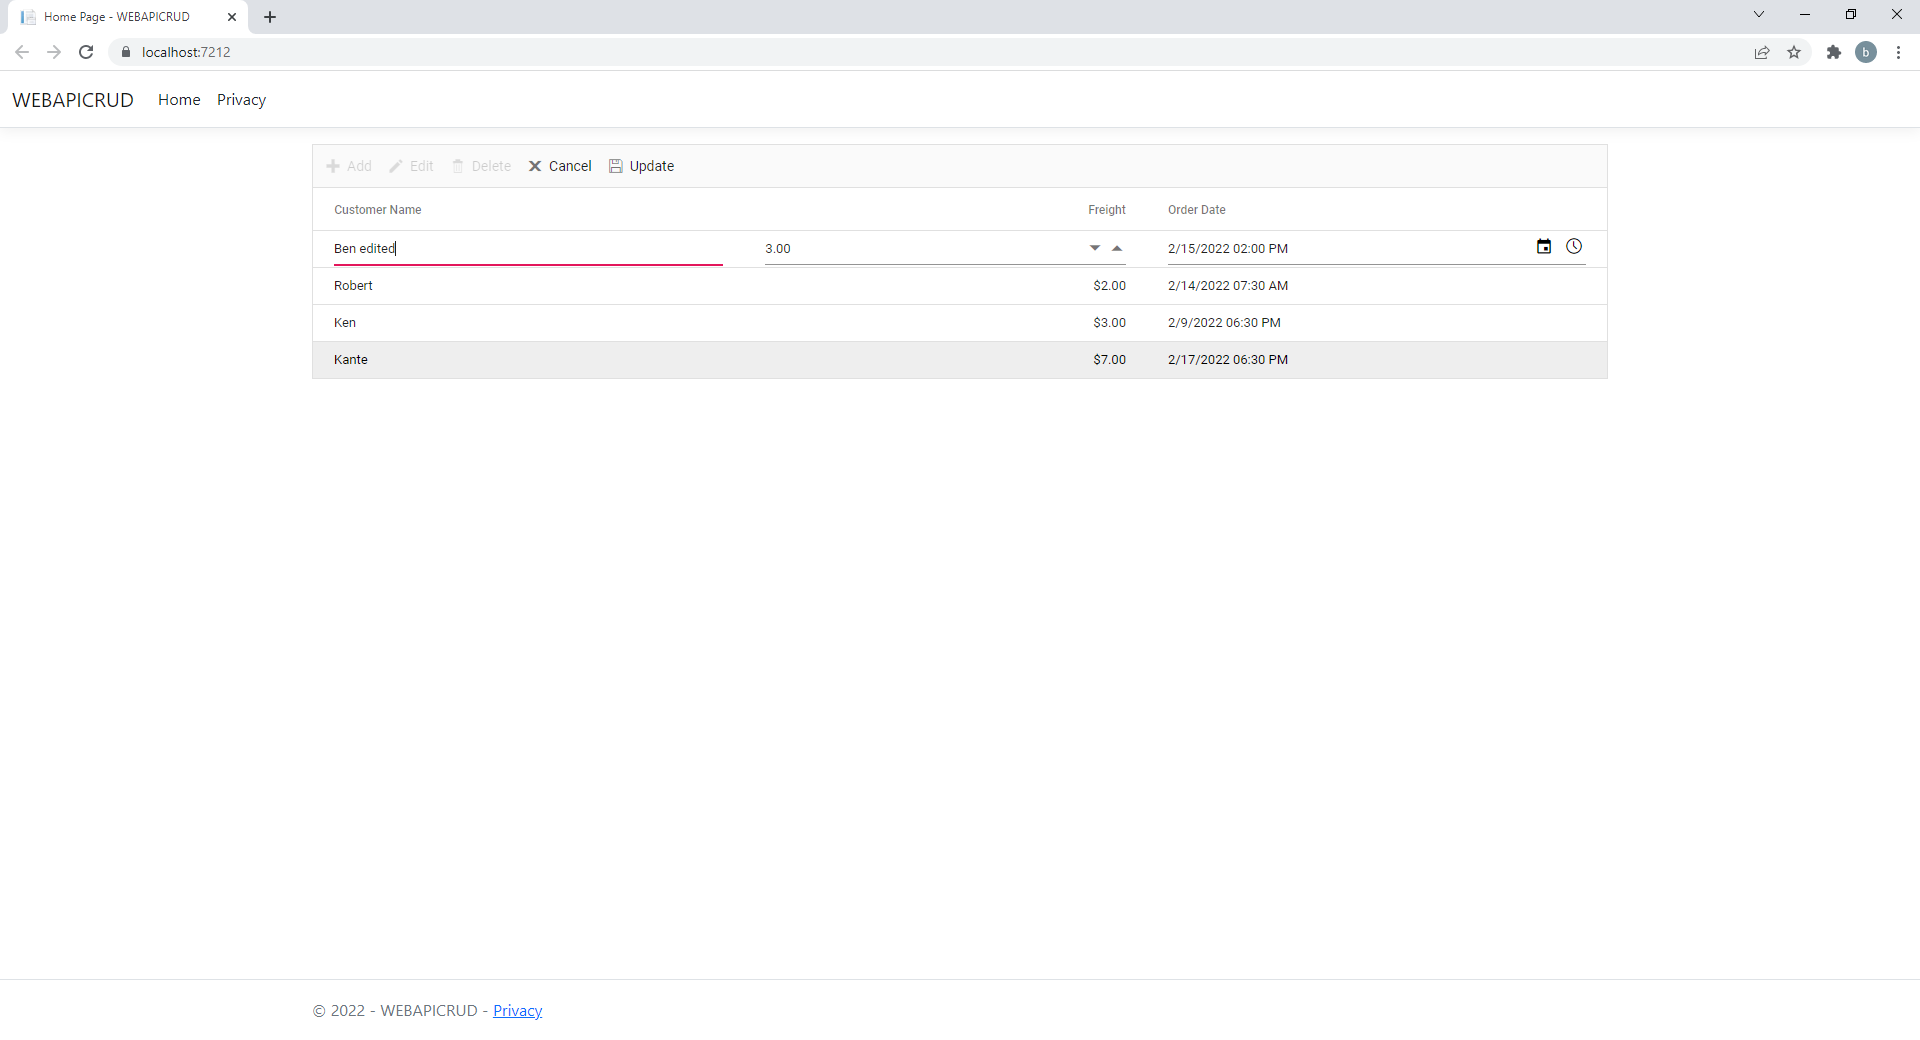 Home Page - WEBAPICRUD
localhost:7212
b
WEBAPICRUD Home Privacy
Add Edit Delete Cancel Update
Customer Name Freight Order Date
Ben edited 3.00 2/15/2022 02:00 PM
Robert $2.00 2/14/2022 07:30 AM
Ken $3.00 2/9/2022 06:30 PM
Kante $7.00 2/17/2022 06:30 PM
© 2022 - WEBAPICRUD - Privacy